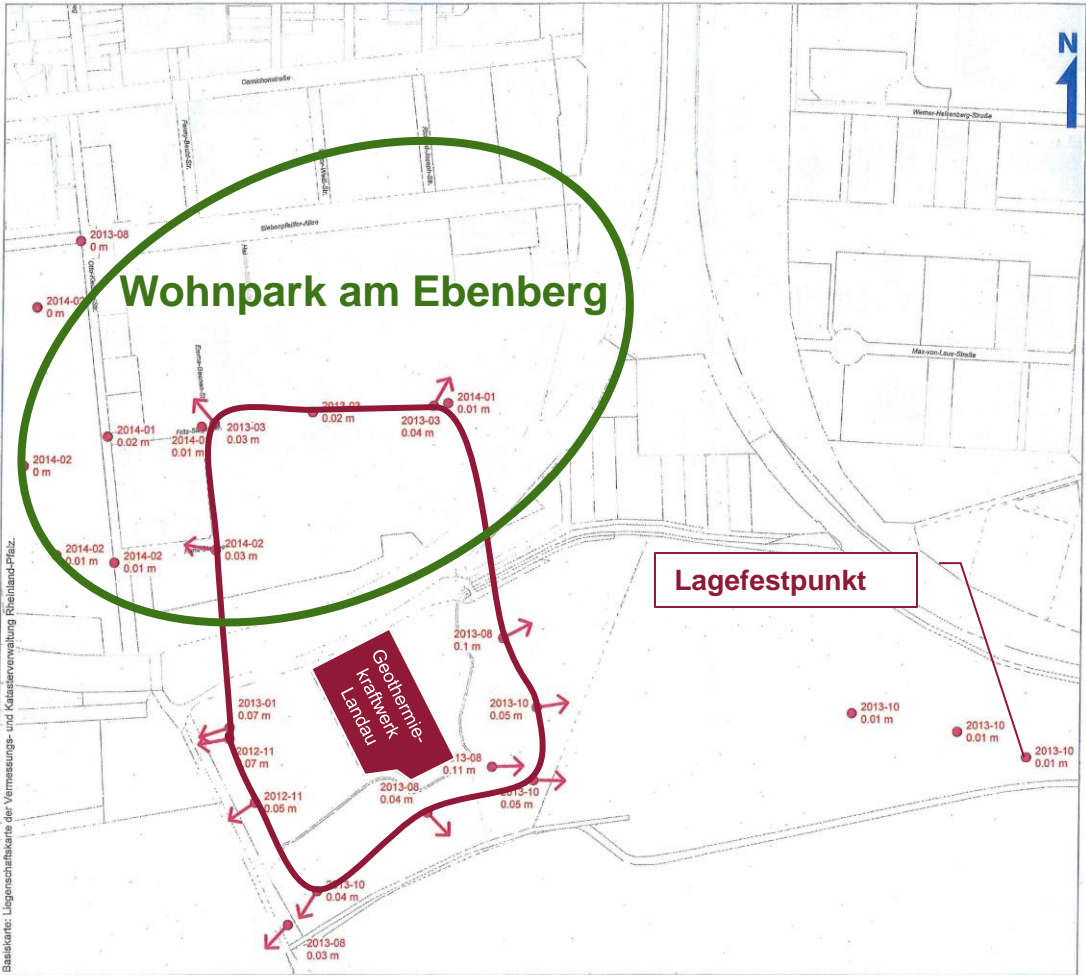 N
Cornichonstraße
Werner-Heisenberg-Straße
Siebenpfeiffer-Allee
2013-08
0 m
Wohnpark am Ebenberg
2014-02
0 m
Max-von-Laue-Straße
2013-03
0.02 m
2014-01
0.01 m
2013-03
0.04 m
2013-03
0.03 m
2014-01
0.02 m
0.01 m
2014-02
0 m
2014-02
0.01 m
2014-02
0.01 m
2014-02
0.03 m
Lagefestpunkt
2013-08
0.1 m
Geothermie-
kraftwerk
Landau
2013-10
0.05 m
2013-01
0.07 m
2012-11
0.07 m
2013-10
0.01 m
2013-10
0.01 m
2013-10
0.01 m
13-08
0.11 m
2013-08
0.04 m
2013-10
0.05 m
2012-11
0.05 m
2013-10
0.04 m
2013-08
0.03 m
Basiskarte: Liegenschaftskarte der Vermessungs- und Katasterverwaltung Rheinland-Pfalz.